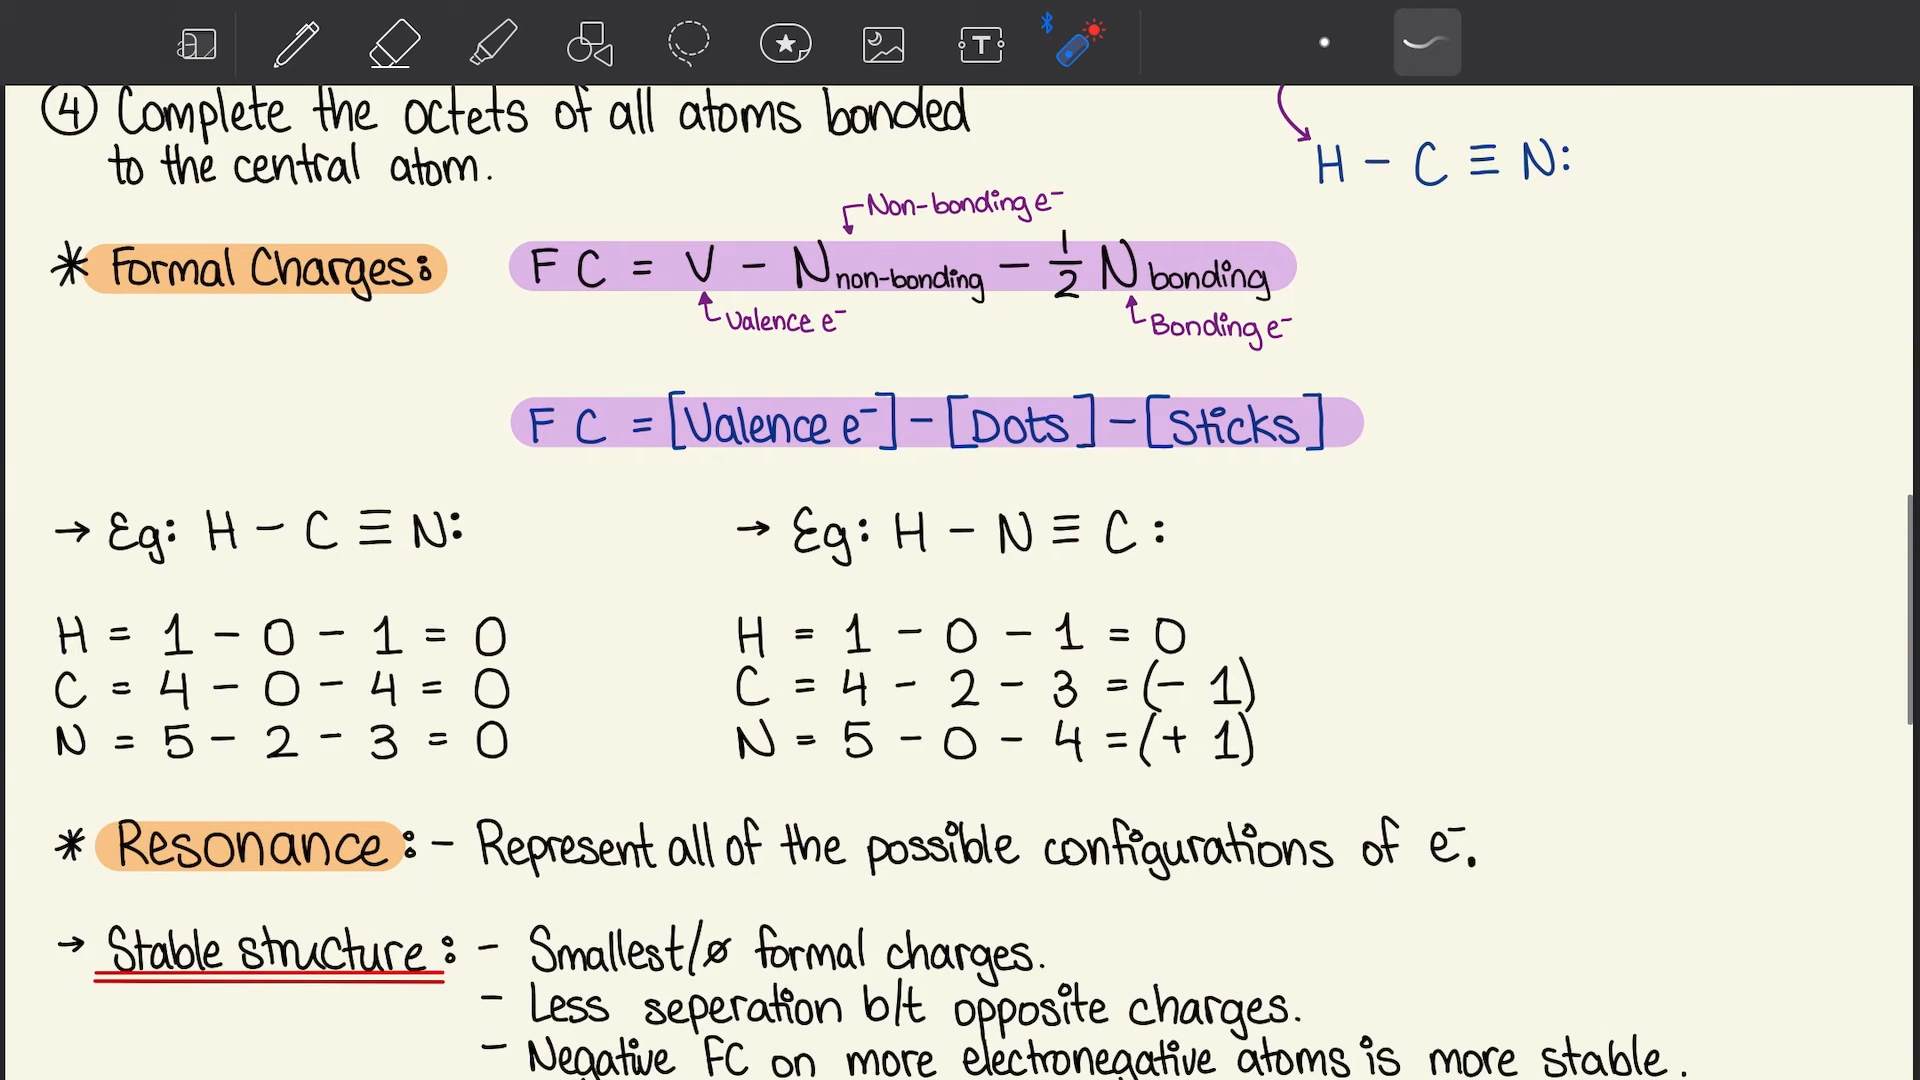 ④ Complete the octets of all atoms bonded
to the central atom.
H - C ≡ N:
Non-bonding e⁻
* Formal Charges:
FC = V - N non-bonding - 1/2 N bonding
Valence e⁻
Bonding e⁻
FC = [Valence e⁻] - [Dots] - [Sticks]
→ Eg: H - C ≡ N:
H = 1 - 0 - 1 = 0
C = 4 - 0 - 4 = 0
N = 5 - 2 - 3 = 0
→ Eg: H - N ≡ C:
H = 1 - 0 - 1 = 0
C = 4 - 2 - 3 = (- 1)
N = 5 - 0 - 4 = (+ 1)
* Resonance: - Represent all of the possible configurations of e⁻.
→ Stable structure: - Smallest/ø formal charges.
- Less seperation b/t opposite charges.
- Negative FC on more electronegative atoms is more stable.